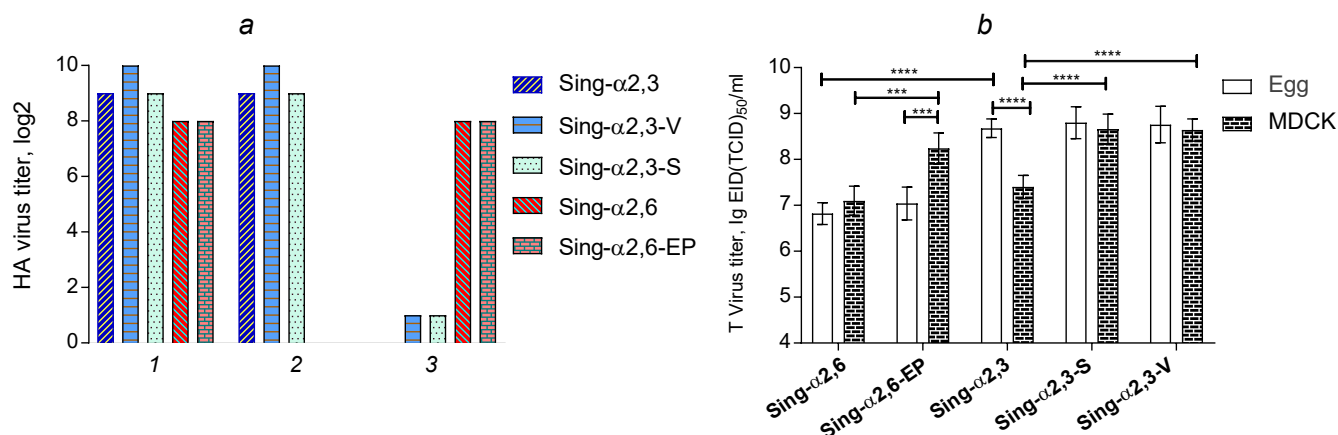 a
10
8
6
4
2
0
HA virus titer, log2
1
2
3
Sing-α2,3
Sing-α2,3-V
Sing-α2,3-S
Sing-α2,6
Sing-α2,6-EP
b
T Virus titer, lg EID(TCID)50/ml
10
9
8
7
6
5
4
****
****
***
****
***
****
Egg
MDCK
Sing-α2,6
Sing-α2,6-EP
Sing-α2,3
Sing-α2,3-S
Sing-α2,3-V